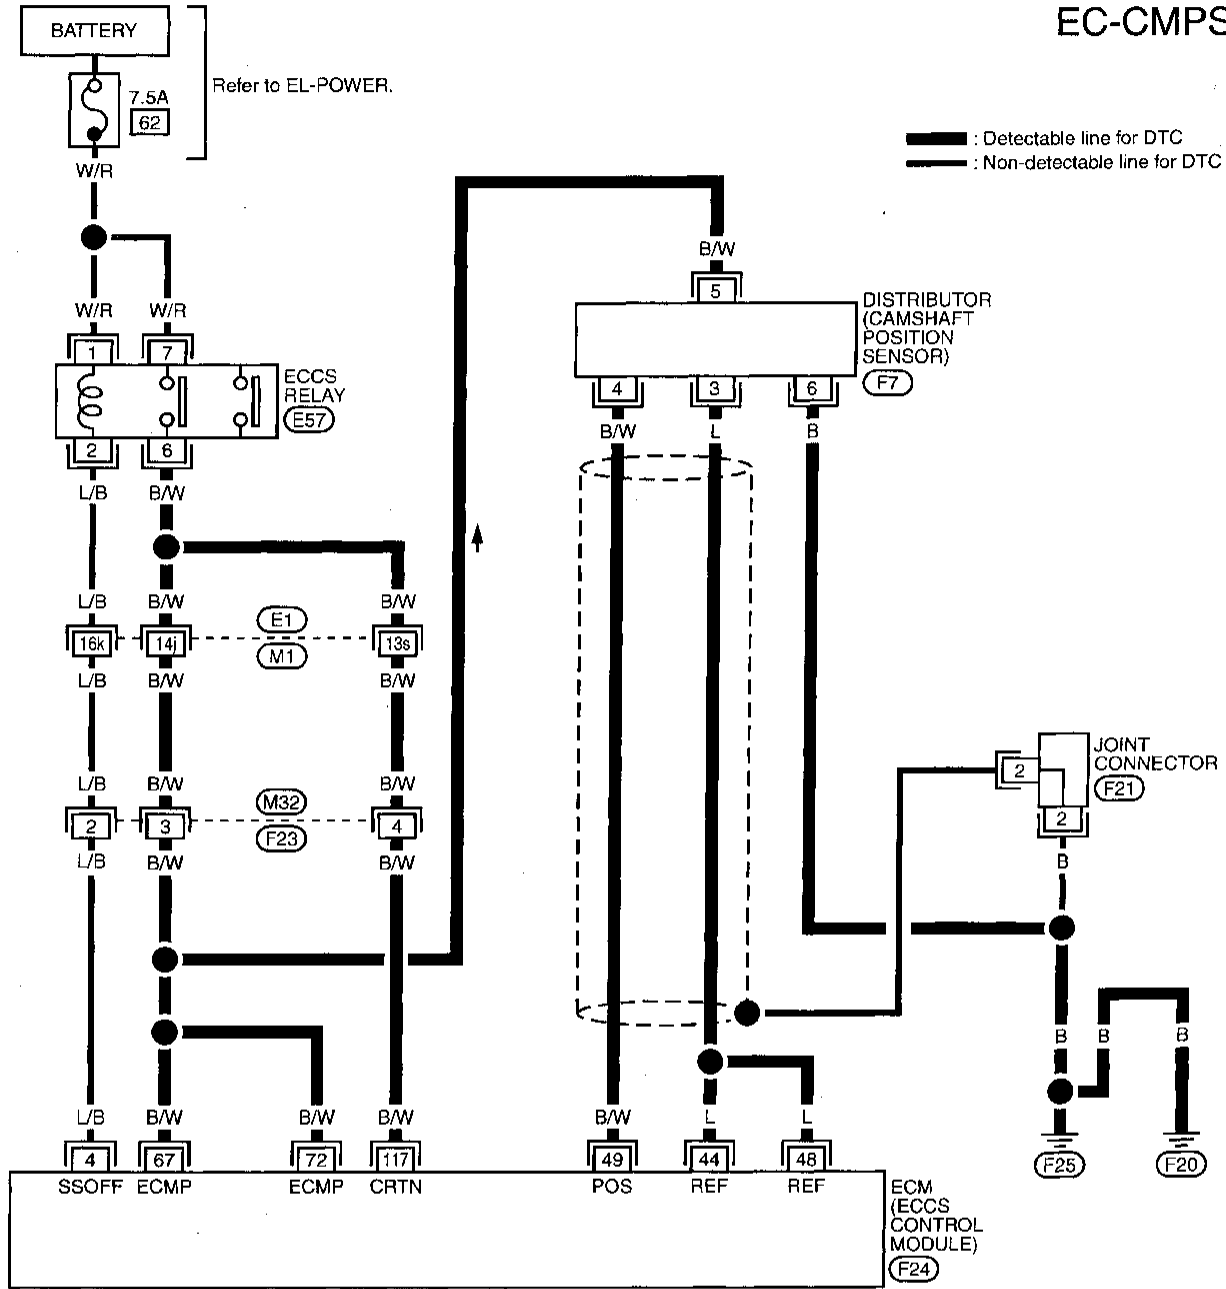 EC-CMPS
BATTERY
Refer to EL-POWER.
7.5A
62
: Detectable line for DTC
: Non-detectable line for DTC
W/R
B/W
5
DISTRIBUTOR
(CAMSHAFT
POSITION
SENSOR)
F7
W/R W/R
1 7
ECCS
RELAY
E57
4 3 6
B/W L B
2 6
L/B B/W
L/B B/W B/W
E1
16k 14j 13s
M1
L/B B/W B/W
JOINT
CONNECTOR
F21
2
2
B
L/B B/W B/W
M32
2 3 4
F23
L/B B/W B/W
B B B
L/B B/W B/W B/W B/W L L
4 67 72 117 49 44 48
F25 F20
SSOFF ECMP ECMP CRTN POS REF REF
ECM
(ECCS
CONTROL
MODULE)
F24